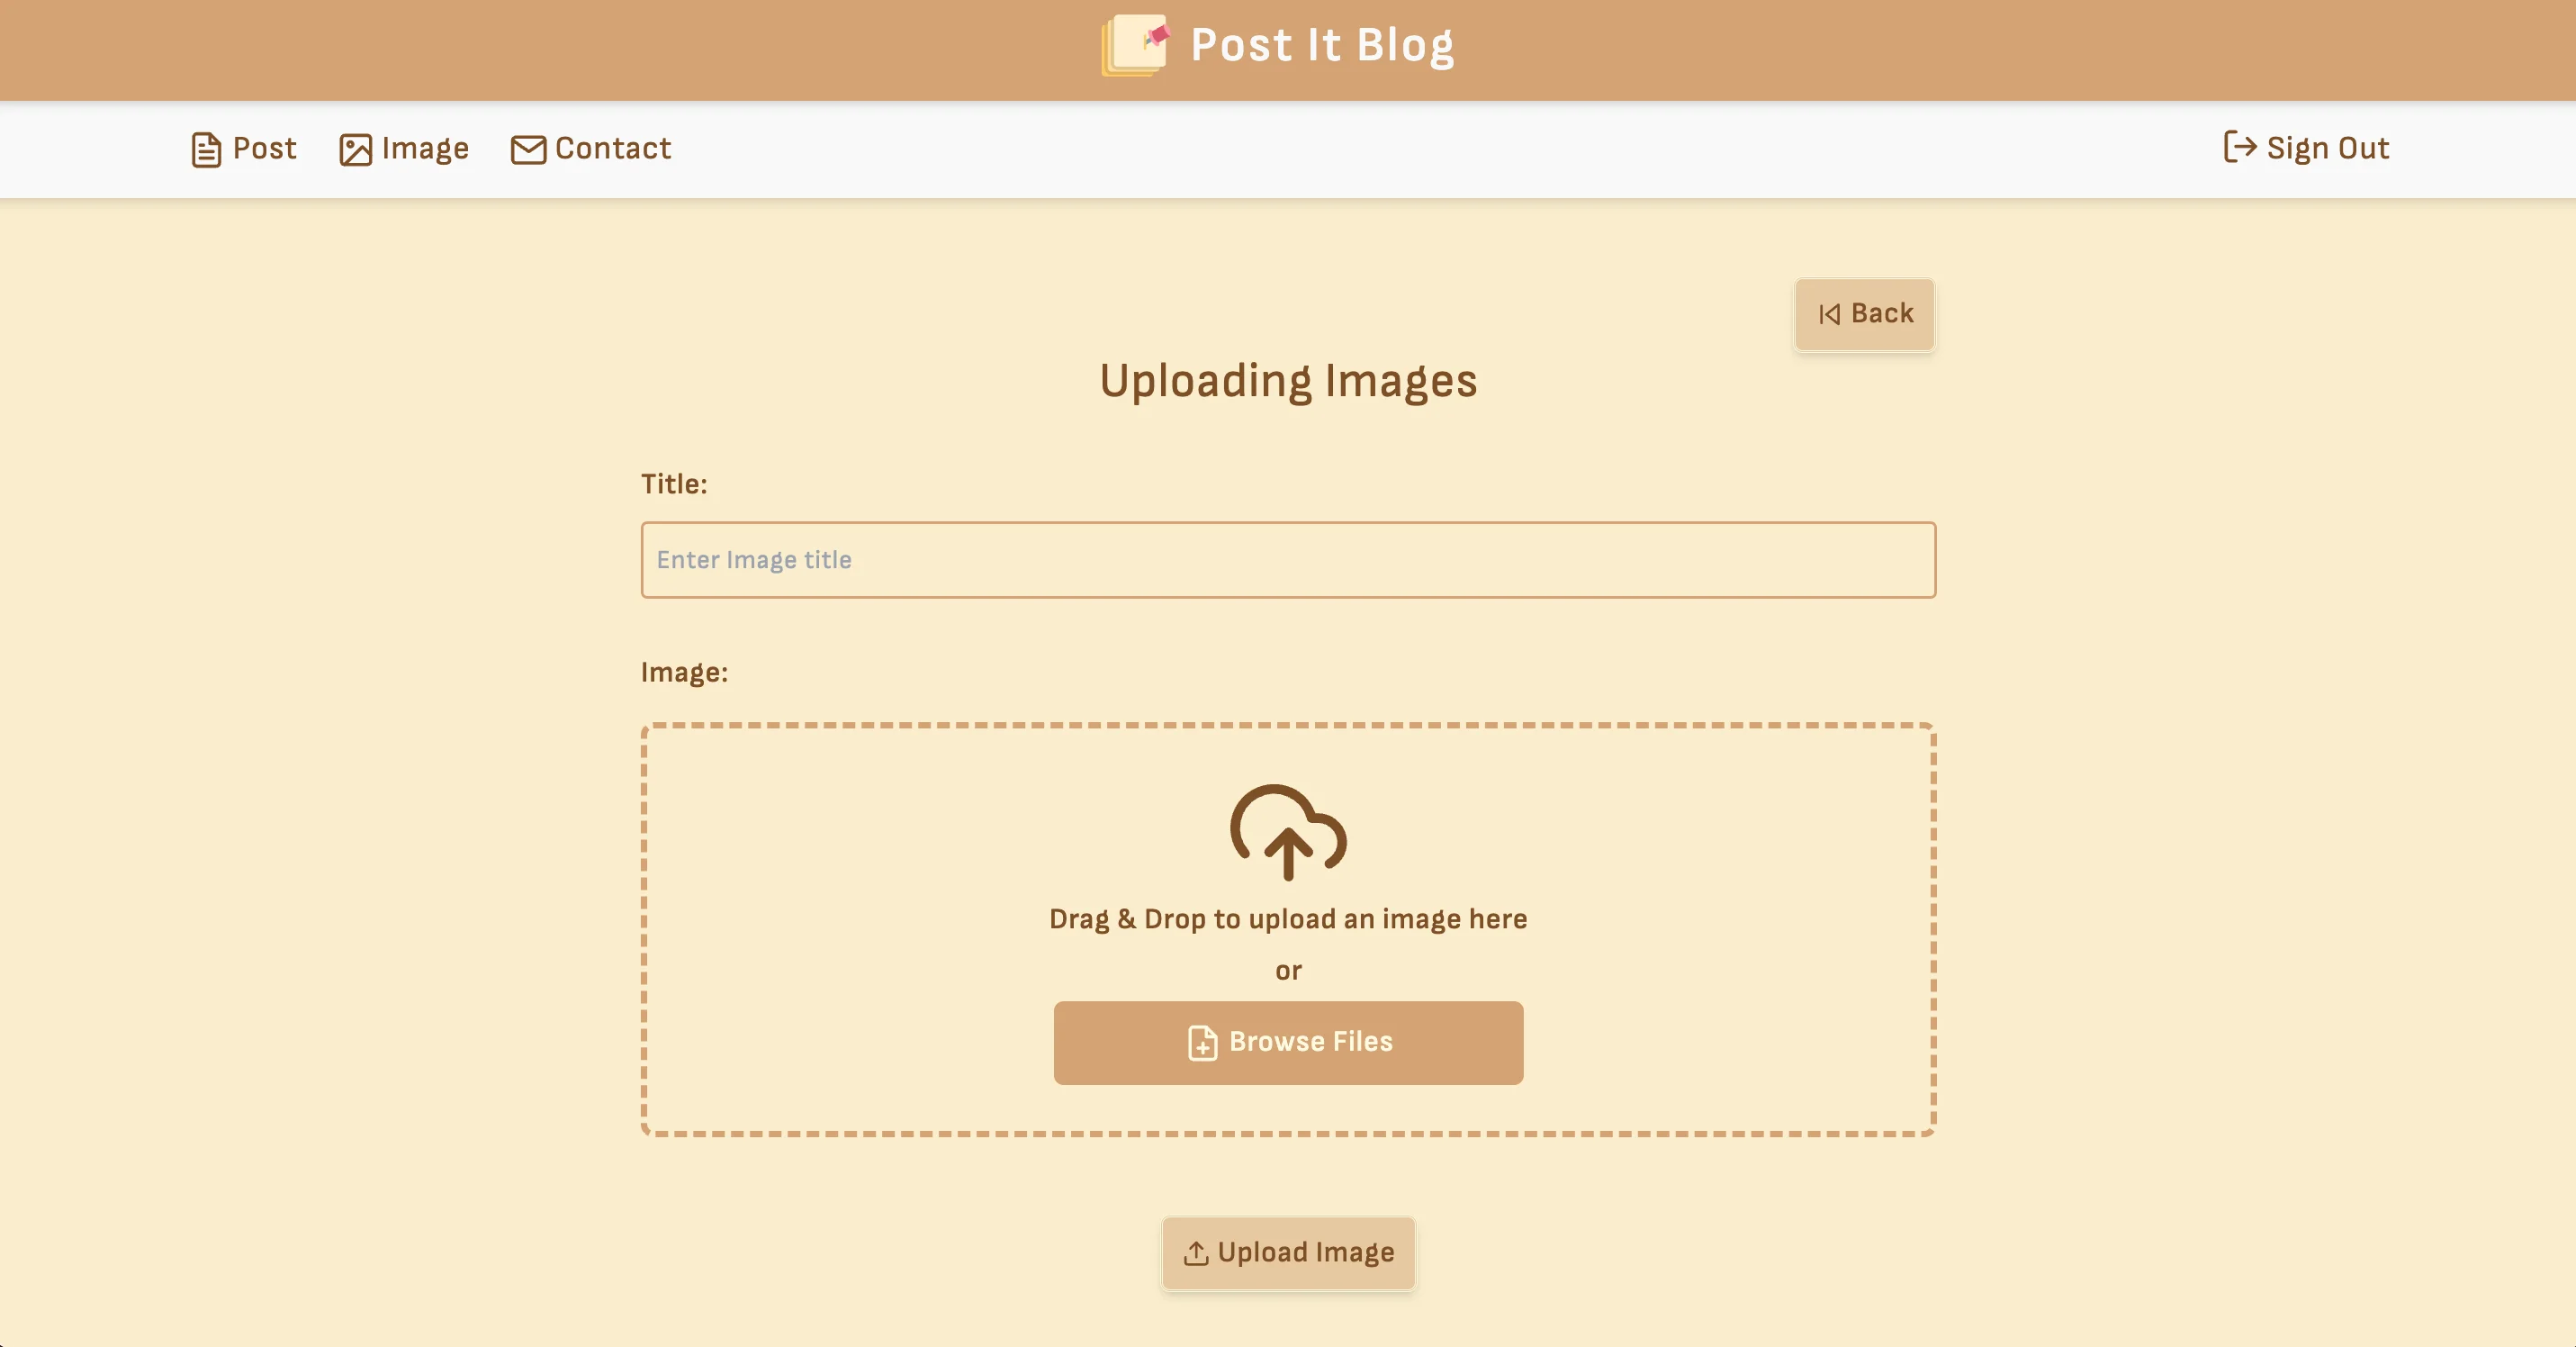 Post It Blog
Post Image Contact Sign Out
Back
Uploading Images
Title:
Enter Image title
Image:
Drag & Drop to upload an image here
or
Browse Files
Upload Image